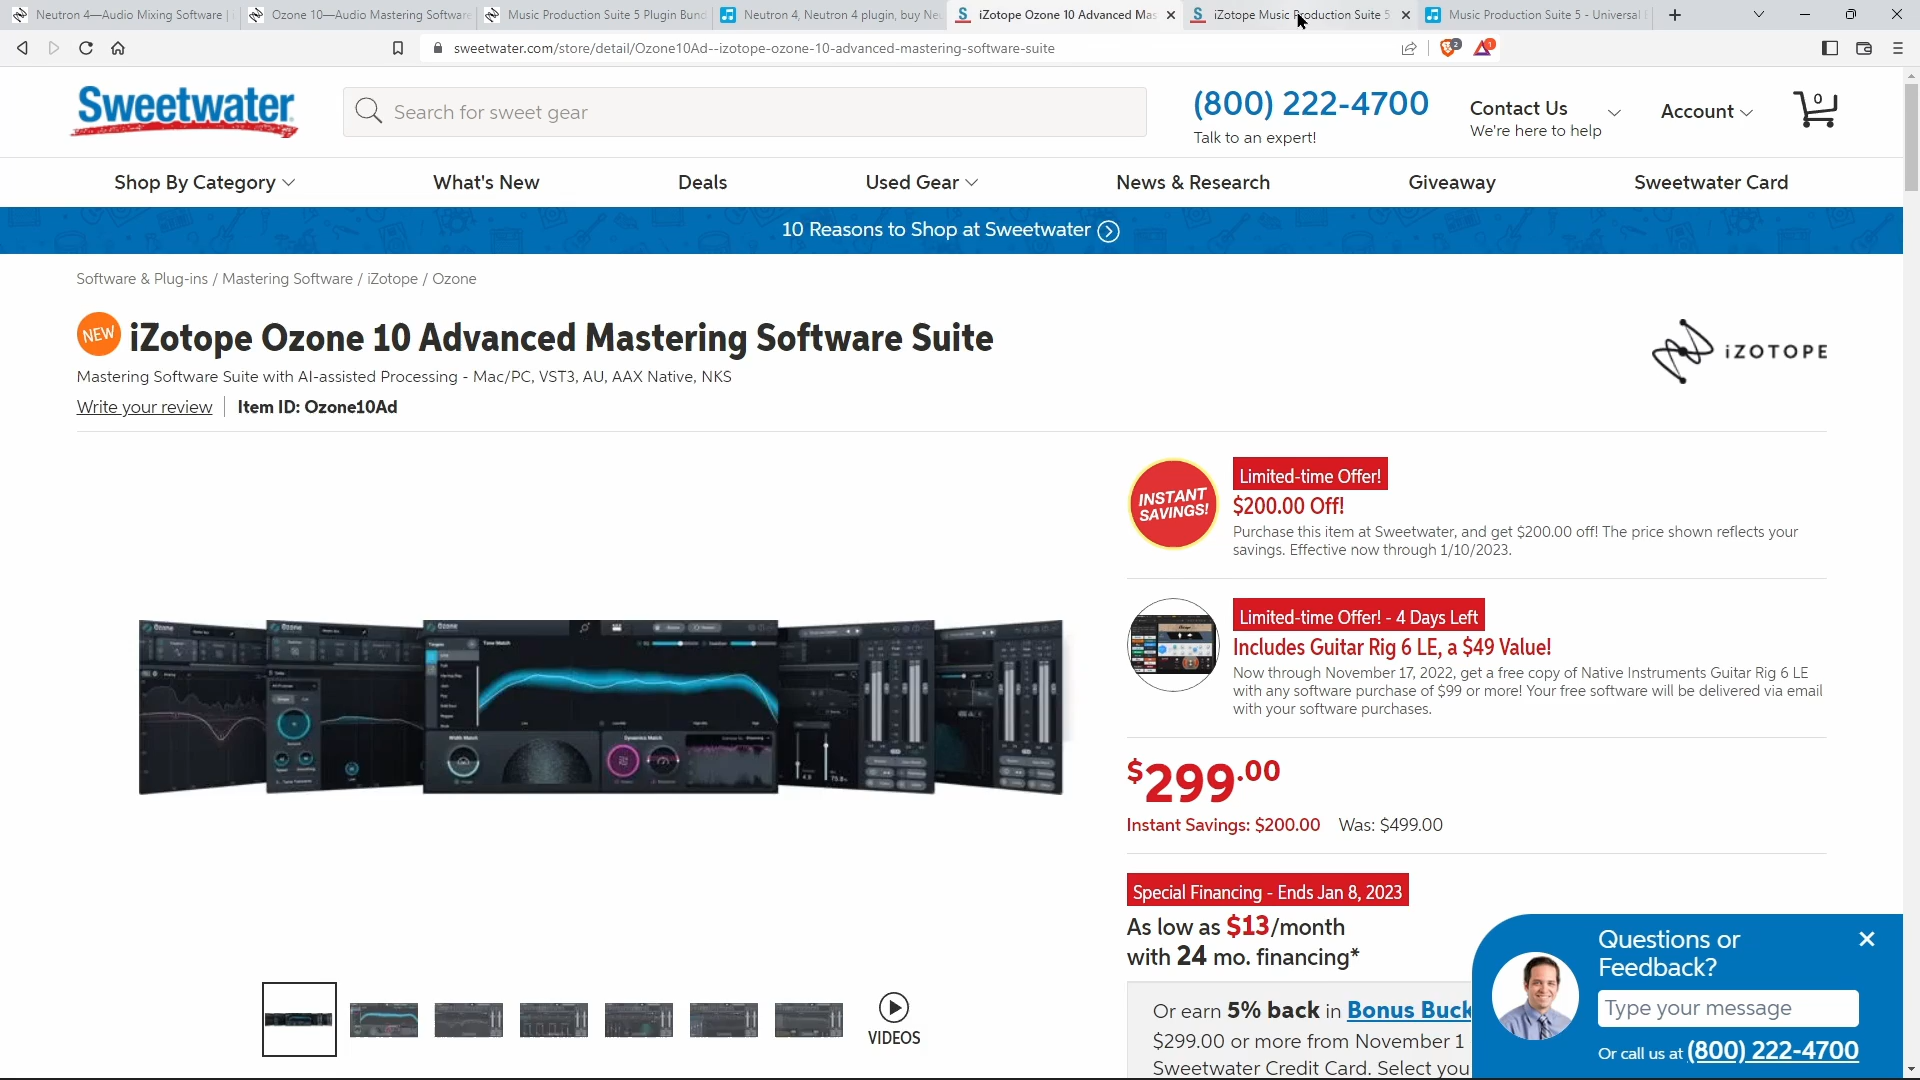 Neutron 4—Audio Mixing Software |
Ozone 10—Audio Mastering Software
Music Production Suite 5 Plugin Bund
Neutron 4, Neutron 4 plugin, buy Neu
iZotope Ozone 10 Advanced Mas
iZotope Music Production Suite 5
Music Production Suite 5 - Universal
sweetwater.com/store/detail/Ozone10Ad--izotope-ozone-10-advanced-mastering-software-suite
2
1
Sweetwater
Search for sweet gear
(800) 222-4700
Talk to an expert!
Contact Us
We're here to help
Account
0
Shop By Category
What's New
Deals
Used Gear
News & Research
Giveaway
Sweetwater Card
10 Reasons to Shop at Sweetwater
Software & Plug-ins / Mastering Software / iZotope / Ozone
NEW
iZotope Ozone 10 Advanced Mastering Software Suite
Mastering Software Suite with AI-assisted Processing - Mac/PC, VST3, AU, AAX Native, NKS
Write your review
Item ID: Ozone10Ad
iZOTOPE
INSTANT
SAVINGS!
Limited-time Offer!
$200.00 Off!
Purchase this item at Sweetwater, and get $200.00 off! The price shown reflects your
savings. Effective now through 1/10/2023.
Limited-time Offer! - 4 Days Left
Includes Guitar Rig 6 LE, a $49 Value!
Now through November 17, 2022, get a free copy of Native Instruments Guitar Rig 6 LE
with any software purchase of $99 or more! Your free software will be delivered via email
with your software purchases.
$299.00
Instant Savings: $200.00 Was: $499.00
Special Financing - Ends Jan 8, 2023
As low as $13/month
with 24 mo. financing*
Or earn 5% back in Bonus Buck
$299.00 or more from November 1
Sweetwater Credit Card. Select you
Ozone
Ozone
Ozone
Tone Match
Width Match
Dynamics Match
VIDEOS
Questions or
Feedback?
Type your message
Or call us at (800) 222-4700